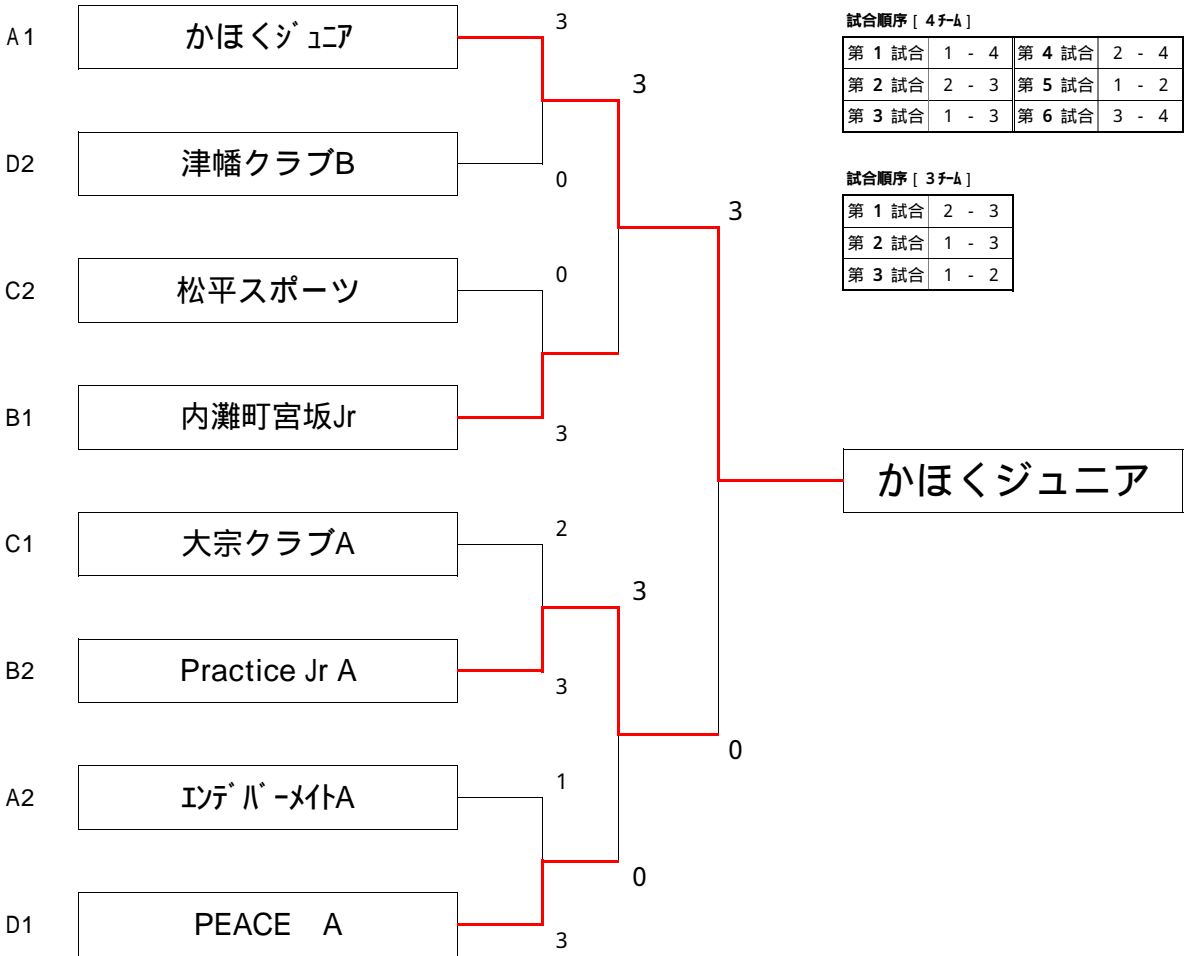 A1 かほくｼﾞｭﾆｱ 3
3
D2 津幡クラブB 0
3
C2 松平スポーツ 0
B1 内灘町宮坂Jr 3
かほくジュニア
C1 大宗クラブA 2
3
B2 Practice Jr A 3
0
A2 ｴﾝﾃﾞﾊﾞｰﾒｲﾄA 1
0
D1 PEACE　A 3
試合順序 [ 4ﾁｰﾑ ]
第 1 試合 1 - 4 第 4 試合 2 - 4
第 2 試合 2 - 3 第 5 試合 1 - 2
第 3 試合 1 - 3 第 6 試合 3 - 4
試合順序 [ 3ﾁｰﾑ ]
第 1 試合 2 - 3
第 2 試合 1 - 3
第 3 試合 1 - 2